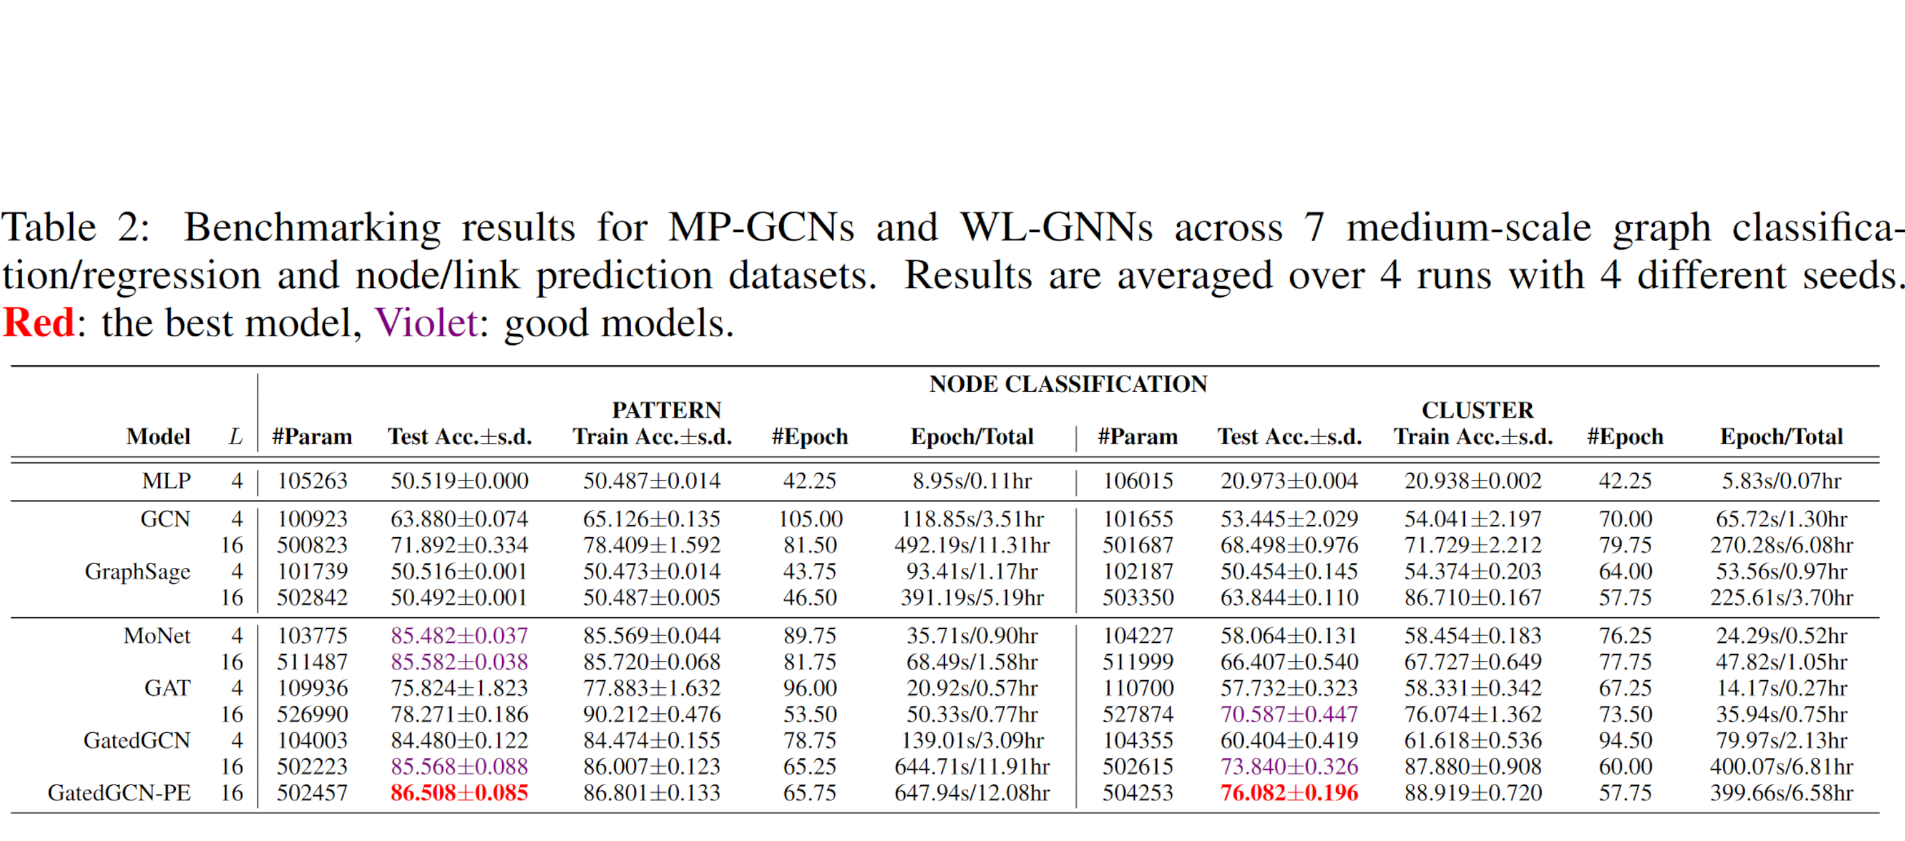 Table 2: Benchmarking results for MP-GCNs and WL-GNNs across 7 medium-scale graph classifica-
tion/regression and node/link prediction datasets. Results are averaged over 4 runs with 4 different seeds.
Red: the best model, Violet: good models.
NODE CLASSIFICATION
PATTERN CLUSTER
Model L #Param Test Acc.±s.d. Train Acc.±s.d. #Epoch Epoch/Total #Param Test Acc.±s.d. Train Acc.±s.d. #Epoch Epoch/Total
MLP 4 105263 50.519±0.000 50.487±0.014 42.25 8.95s/0.11hr 106015 20.973±0.004 20.938±0.002 42.25 5.83s/0.07hr
GCN 4 100923 63.880±0.074 65.126±0.135 105.00 118.85s/3.51hr 101655 53.445±2.029 54.041±2.197 70.00 65.72s/1.30hr
16 500823 71.892±0.334 78.409±1.592 81.50 492.19s/11.31hr 501687 68.498±0.976 71.729±2.212 79.75 270.28s/6.08hr
GraphSage 4 101739 50.516±0.001 50.473±0.014 43.75 93.41s/1.17hr 102187 50.454±0.145 54.374±0.203 64.00 53.56s/0.97hr
16 502842 50.492±0.001 50.487±0.005 46.50 391.19s/5.19hr 503350 63.844±0.110 86.710±0.167 57.75 225.61s/3.70hr
MoNet 4 103775 85.482±0.037 85.569±0.044 89.75 35.71s/0.90hr 104227 58.064±0.131 58.454±0.183 76.25 24.29s/0.52hr
16 511487 85.582±0.038 85.720±0.068 81.75 68.49s/1.58hr 511999 66.407±0.540 67.727±0.649 77.75 47.82s/1.05hr
GAT 4 109936 75.824±1.823 77.883±1.632 96.00 20.92s/0.57hr 110700 57.732±0.323 58.331±0.342 67.25 14.17s/0.27hr
16 526990 78.271±0.186 90.212±0.476 53.50 50.33s/0.77hr 527874 70.587±0.447 76.074±1.362 73.50 35.94s/0.75hr
GatedGCN 4 104003 84.480±0.122 84.474±0.155 78.75 139.01s/3.09hr 104355 60.404±0.419 61.618±0.536 94.50 79.97s/2.13hr
16 502223 85.568±0.088 86.007±0.123 65.25 644.71s/11.91hr 502615 73.840±0.326 87.880±0.908 60.00 400.07s/6.81hr
GatedGCN-PE 16 502457 86.508±0.085 86.801±0.133 65.75 647.94s/12.08hr 504253 76.082±0.196 88.919±0.720 57.75 399.66s/6.58hr